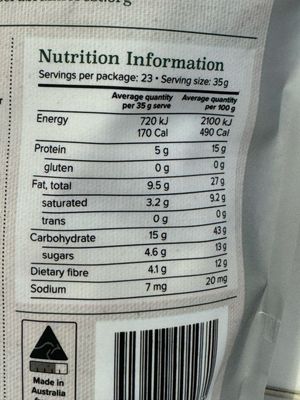 Nutrition Information
Servings per package: 23 • Serving size: 35g
Average quantity per 35 g serve Average quantity per 100 g
Energy 720 kJ 2100 kJ
170 Cal 490 Cal
Protein 5 g 15 g
gluten 0 g 0 g
Fat, total 9.5 g 27 g
saturated 3.2 g 9.2 g
trans 0 g 0 g
Carbohydrate 15 g 43 g
sugars 4.6 g 13 g
Dietary fibre 4.1 g 12 g
Sodium 7 mg 20 mg
Made in